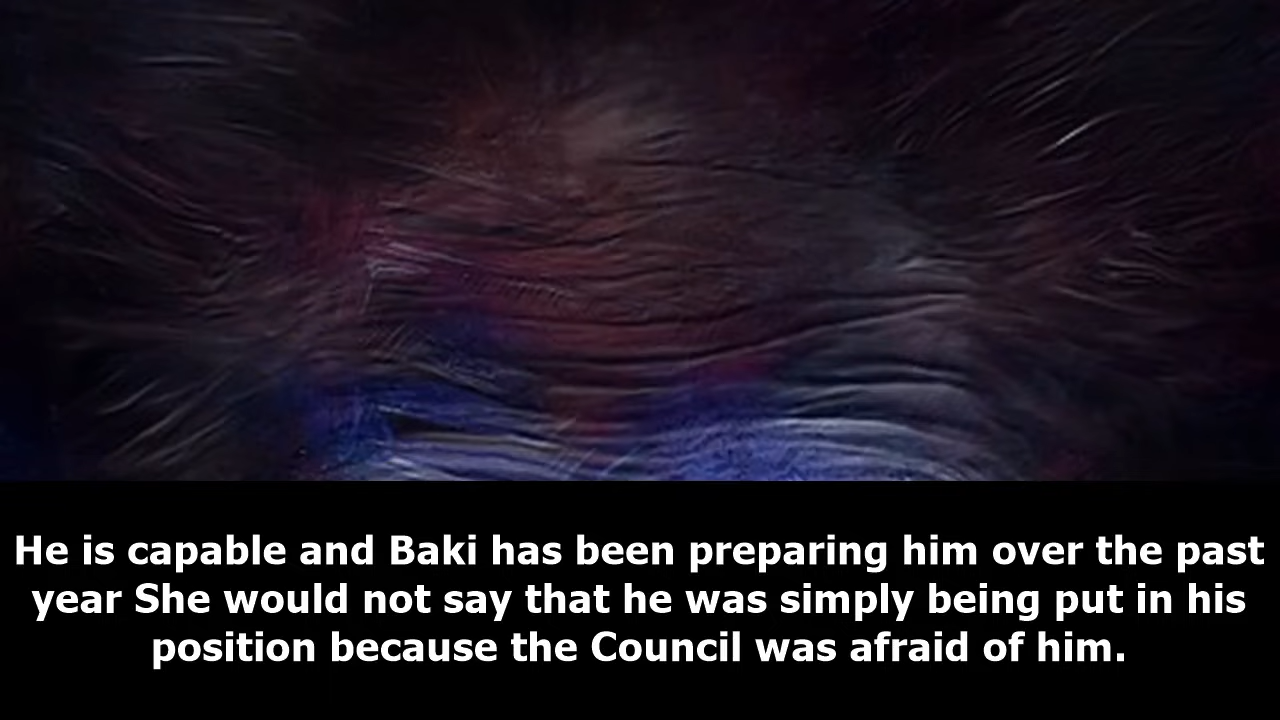 He is capable and Baki has been preparing him over the past
year She would not say that he was simply being put in his
position because the Council was afraid of him.